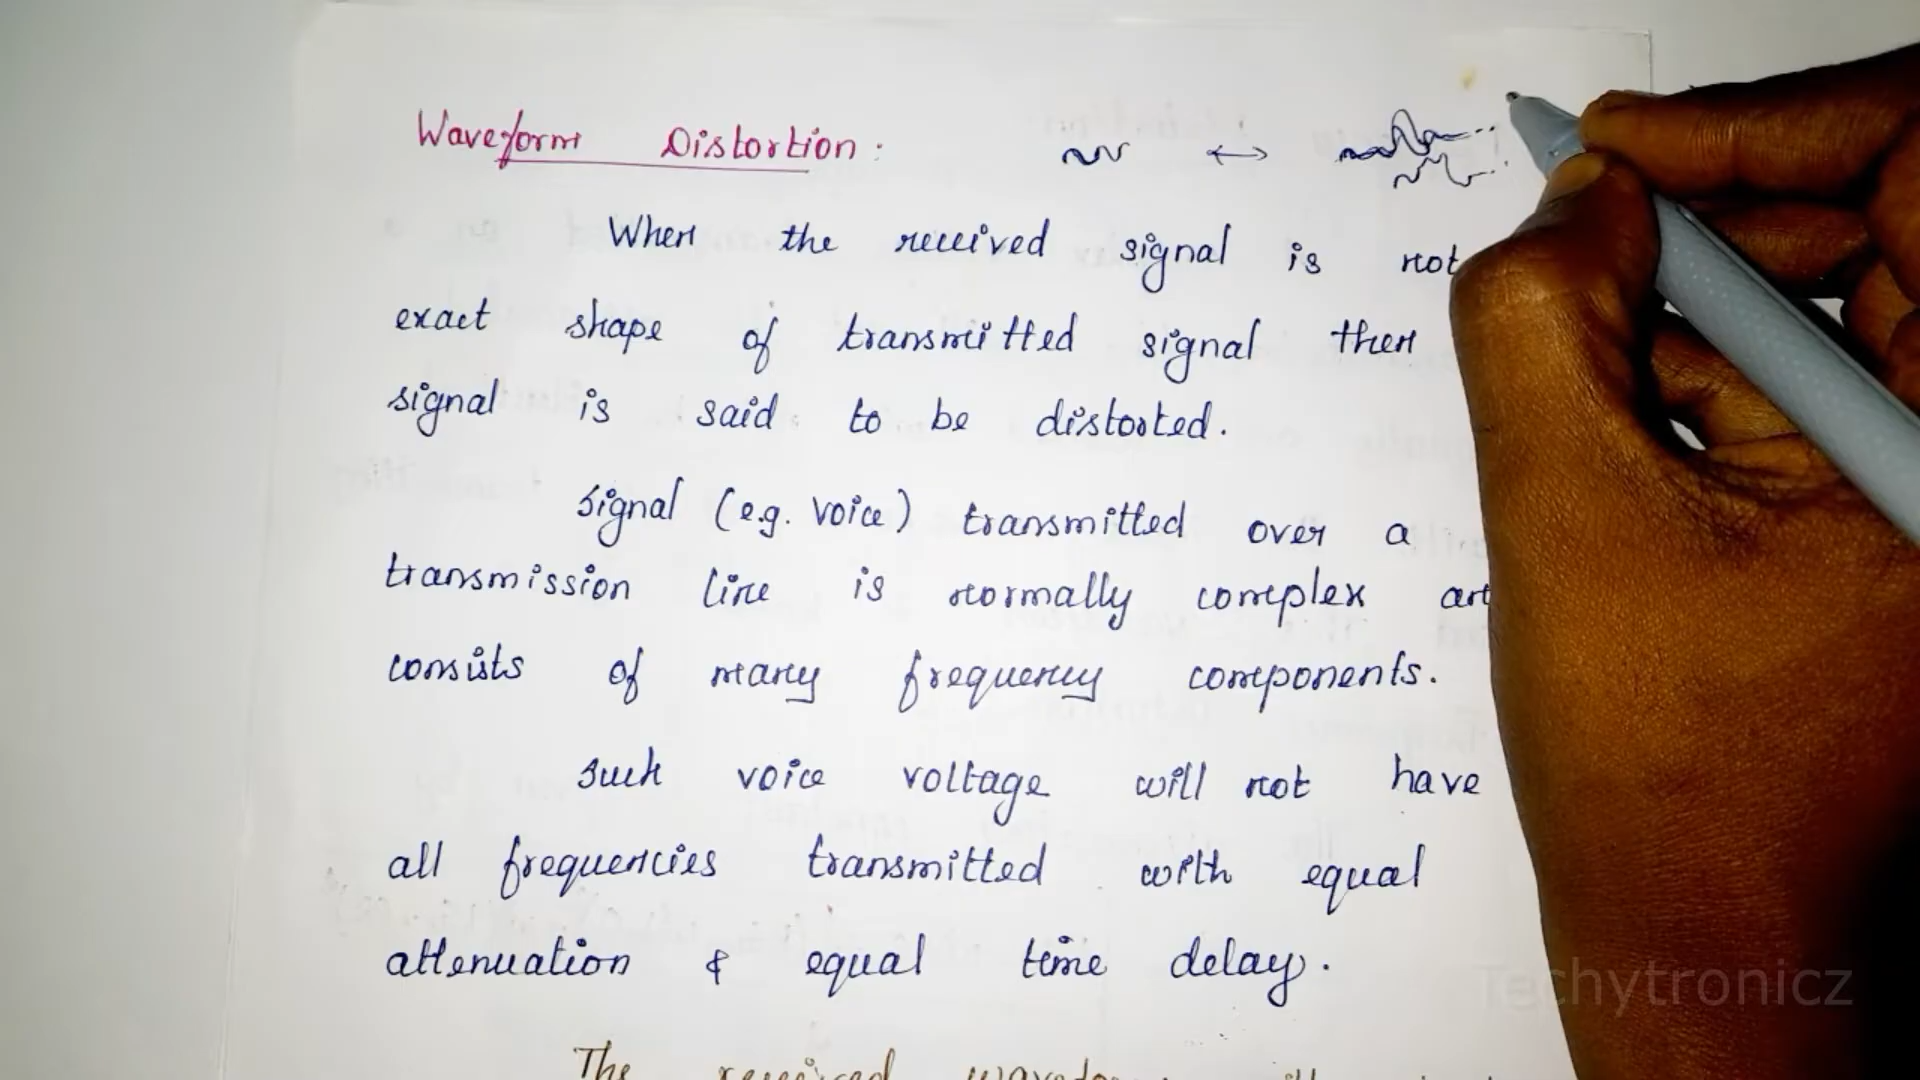 Waveform Distortion :
When the received signal is not
exact shape of transmitted signal then
signal is said to be distorted.
Signal (e.g. Voice) transmitted over a
transmission line is normally complex
consists of many frequency components.
Such voice voltage will not have
all frequencies transmitted with equal
attenuation & equal time delay.
The received
Techytronicz